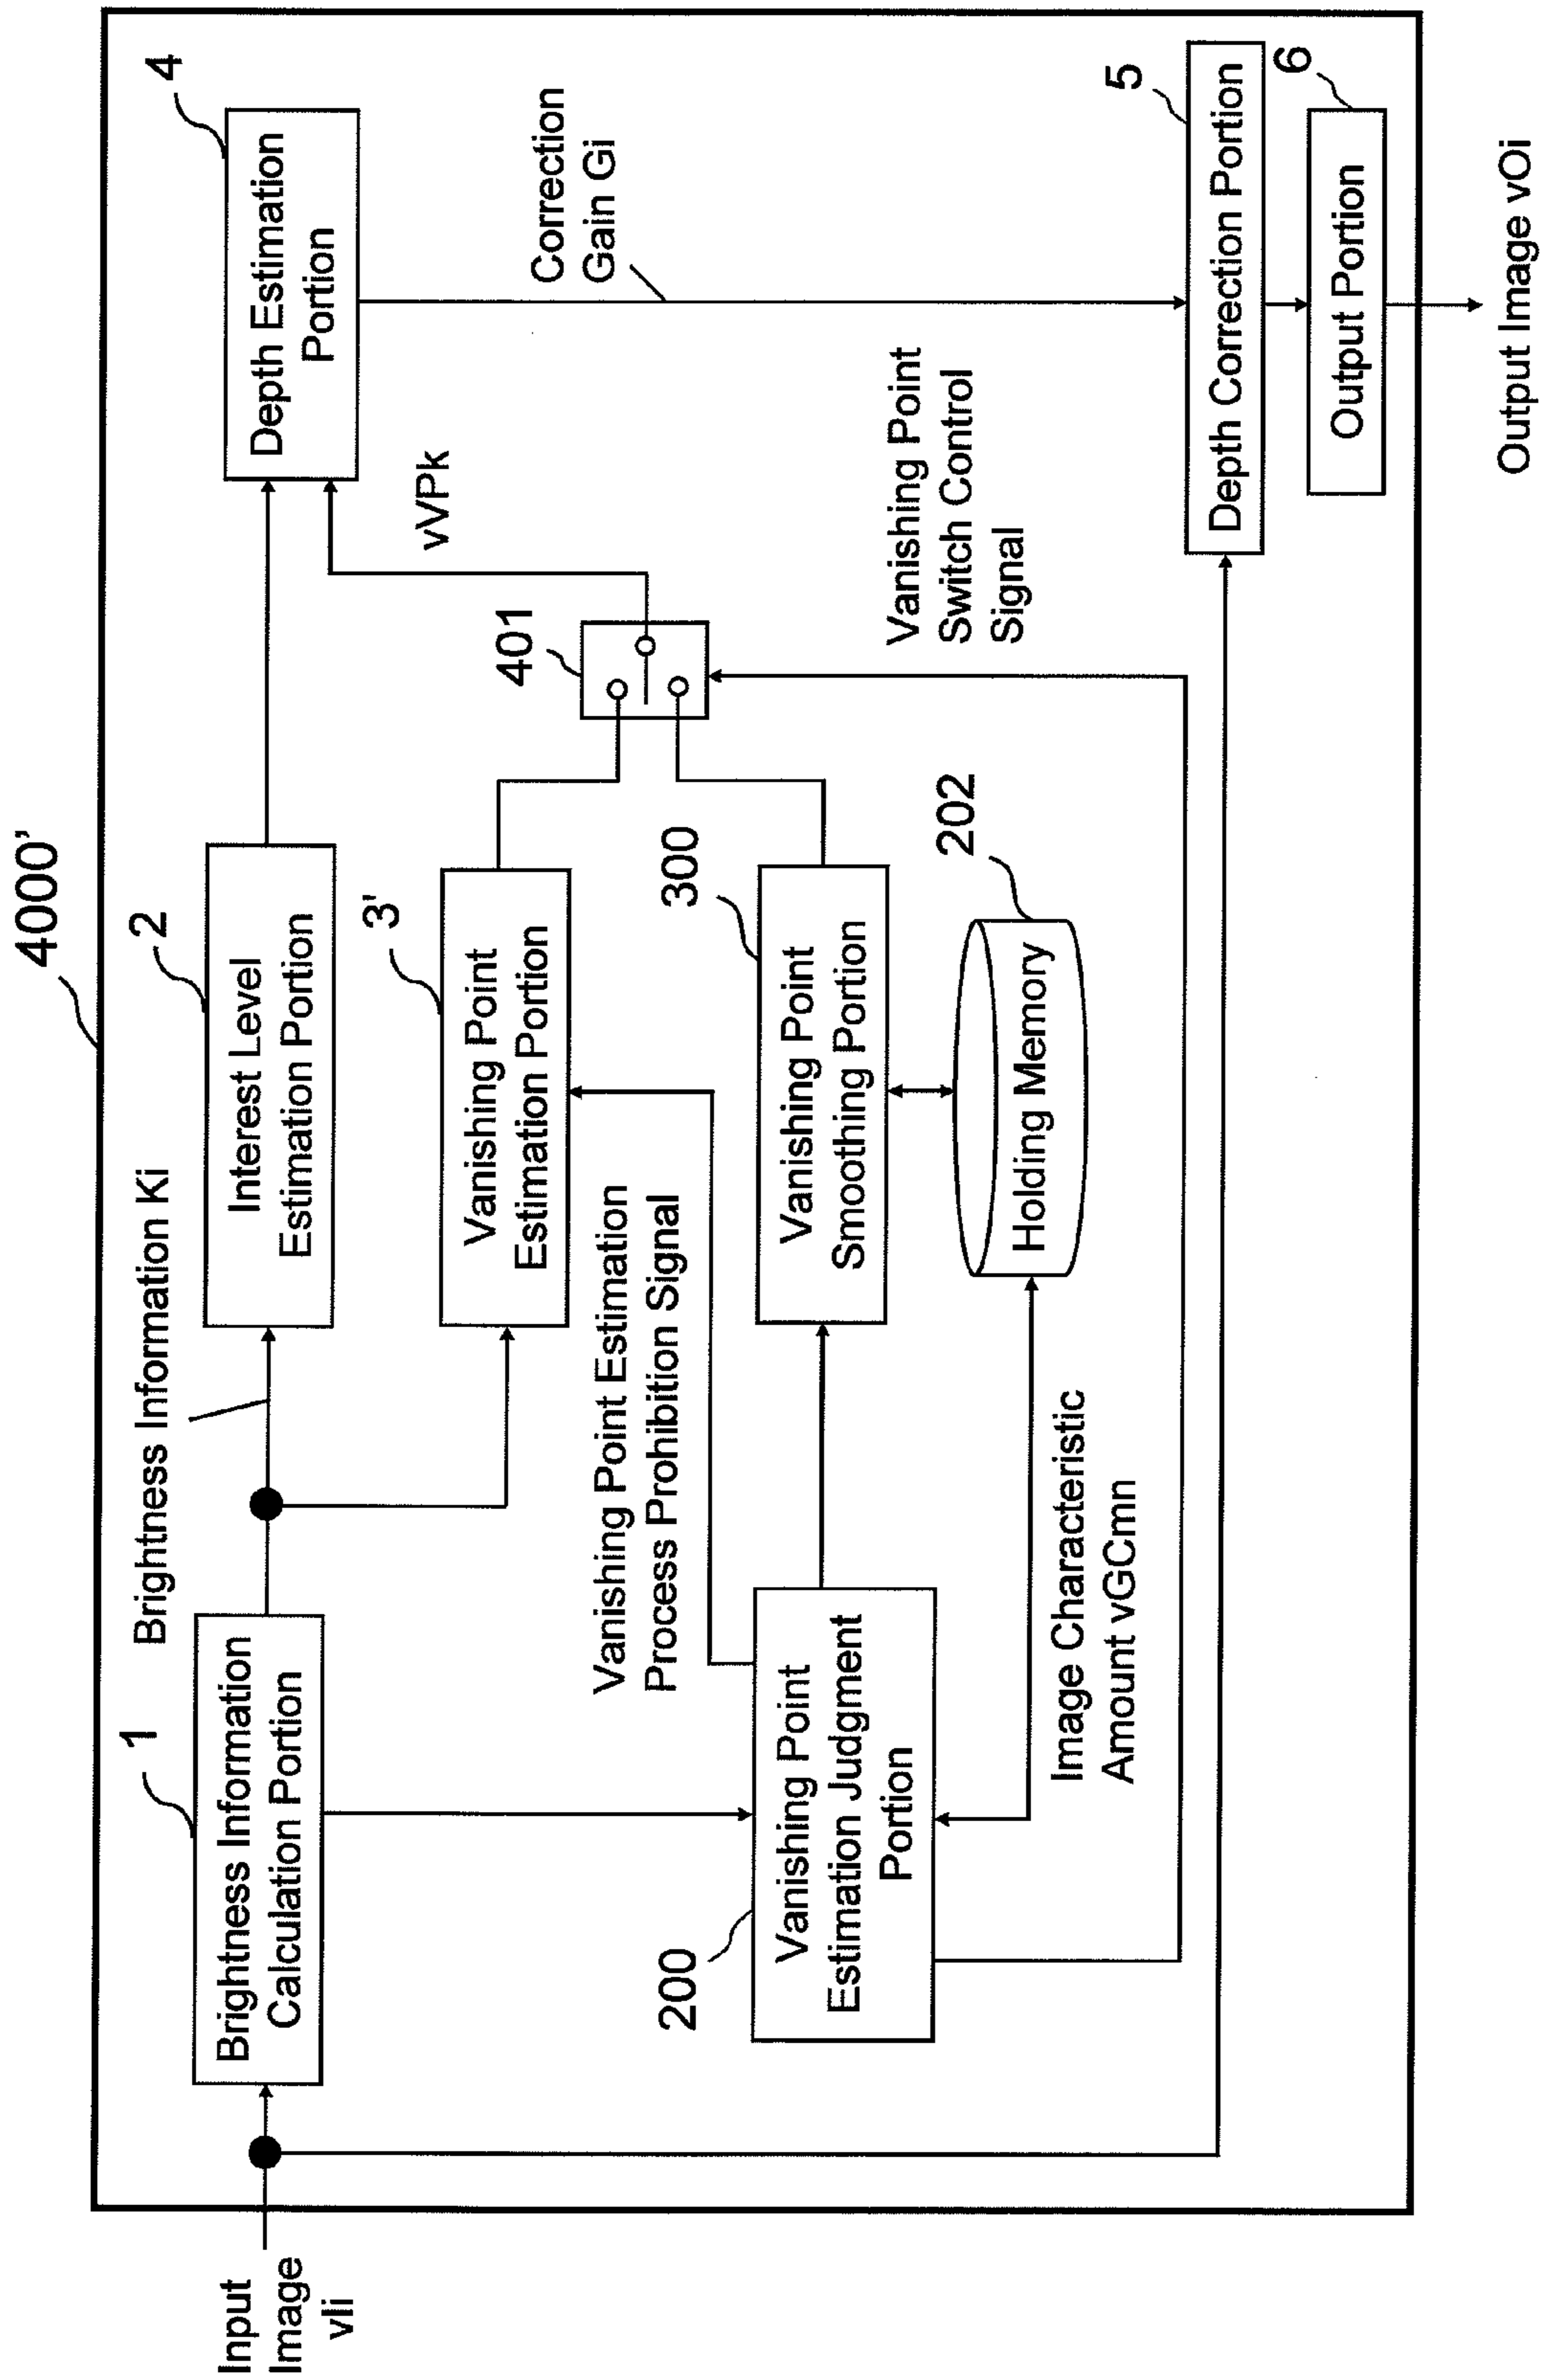 4000'
Input
Image
vIi
1
Brightness Information
Calculation Portion
Brightness Information Ki
2
Interest Level
Estimation Portion
4
Depth Estimation
Portion
3'
Vanishing Point
Estimation Portion
vVPk
Correction
Gain Gi
401
Vanishing Point Estimation
Process Prohibition Signal
300
Vanishing Point
Smoothing Portion
200
Vanishing Point
Estimation Judgment
Portion
202
Holding Memory
Image Characteristic
Amount vGCmn
Vanishing Point
Switch Control
Signal
5
Depth Correction Portion
6
Output Portion
Output Image vOi